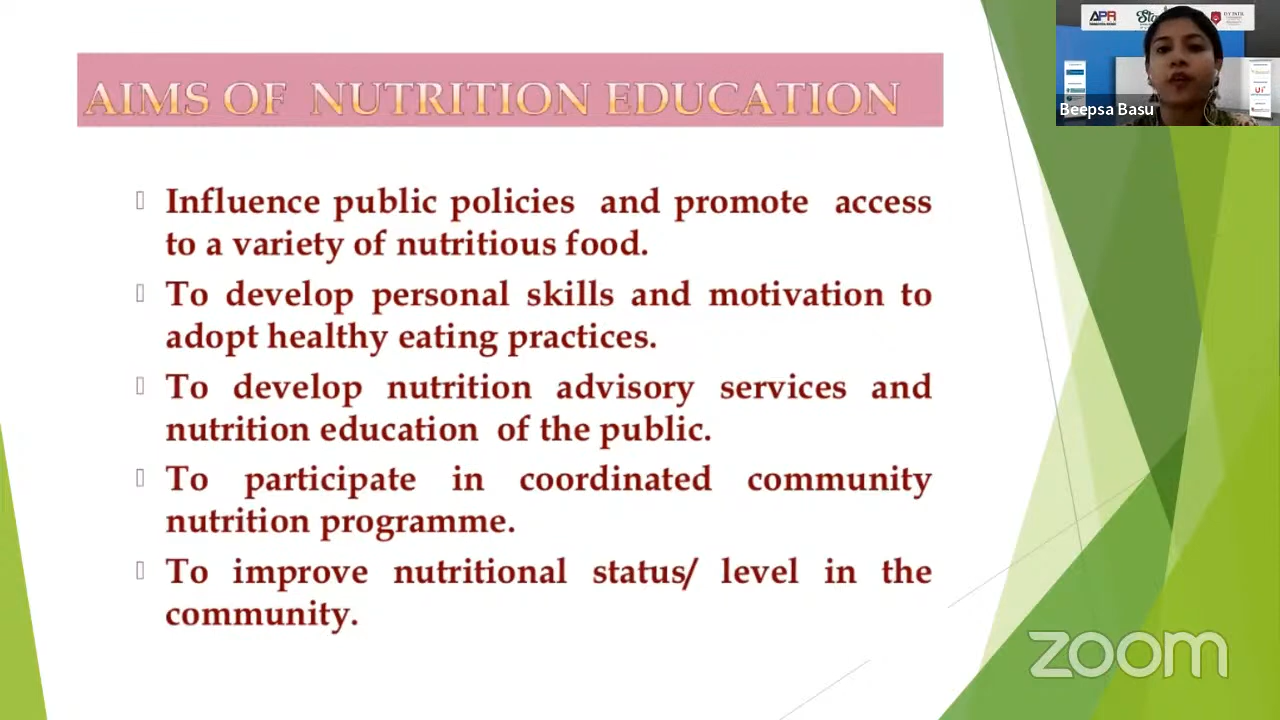 AIMS OF NUTRITION EDUCATION
Influence public policies and promote access
to a variety of nutritious food.
To develop personal skills and motivation to
adopt healthy eating practices.
To develop nutrition advisory services and
nutrition education of the public.
To participate in coordinated community
nutrition programme.
To improve nutritional status/ level in the
community.
APR
Beepsa Basu
zoom